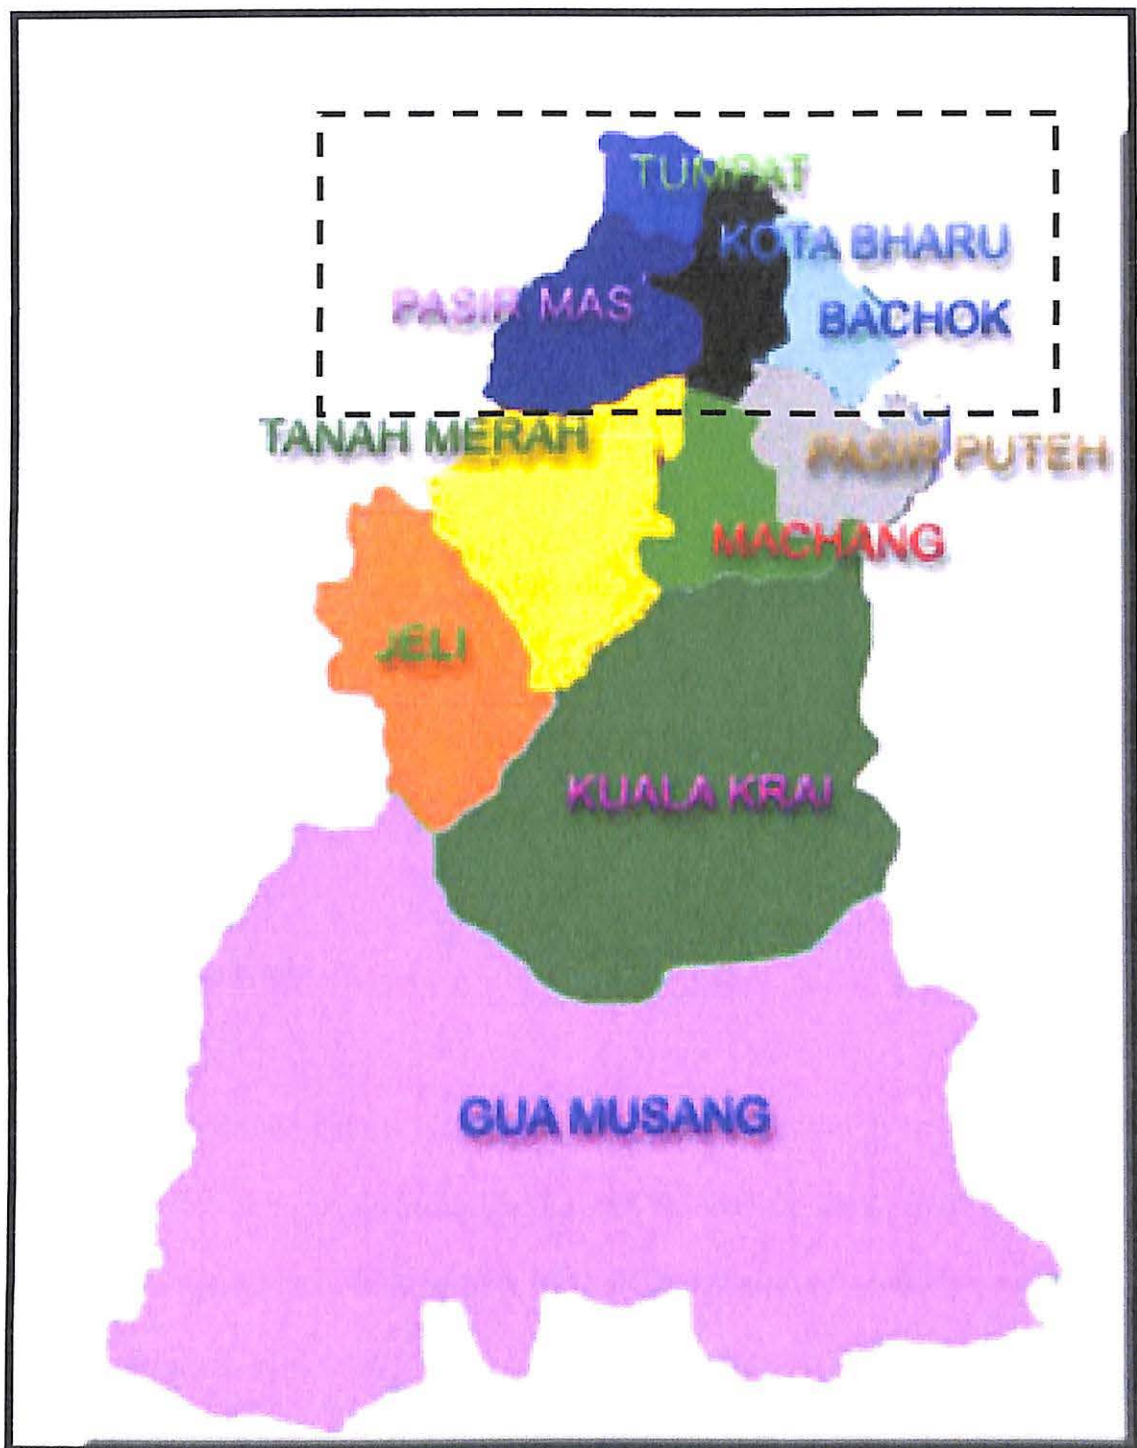 TUMPAT
KOTA BHARU
PASIR MAS
BACHOK
TANAH MERAH
PASIR PUTEH
MACHANG
JELI
KUALA KRAI
GUA MUSANG